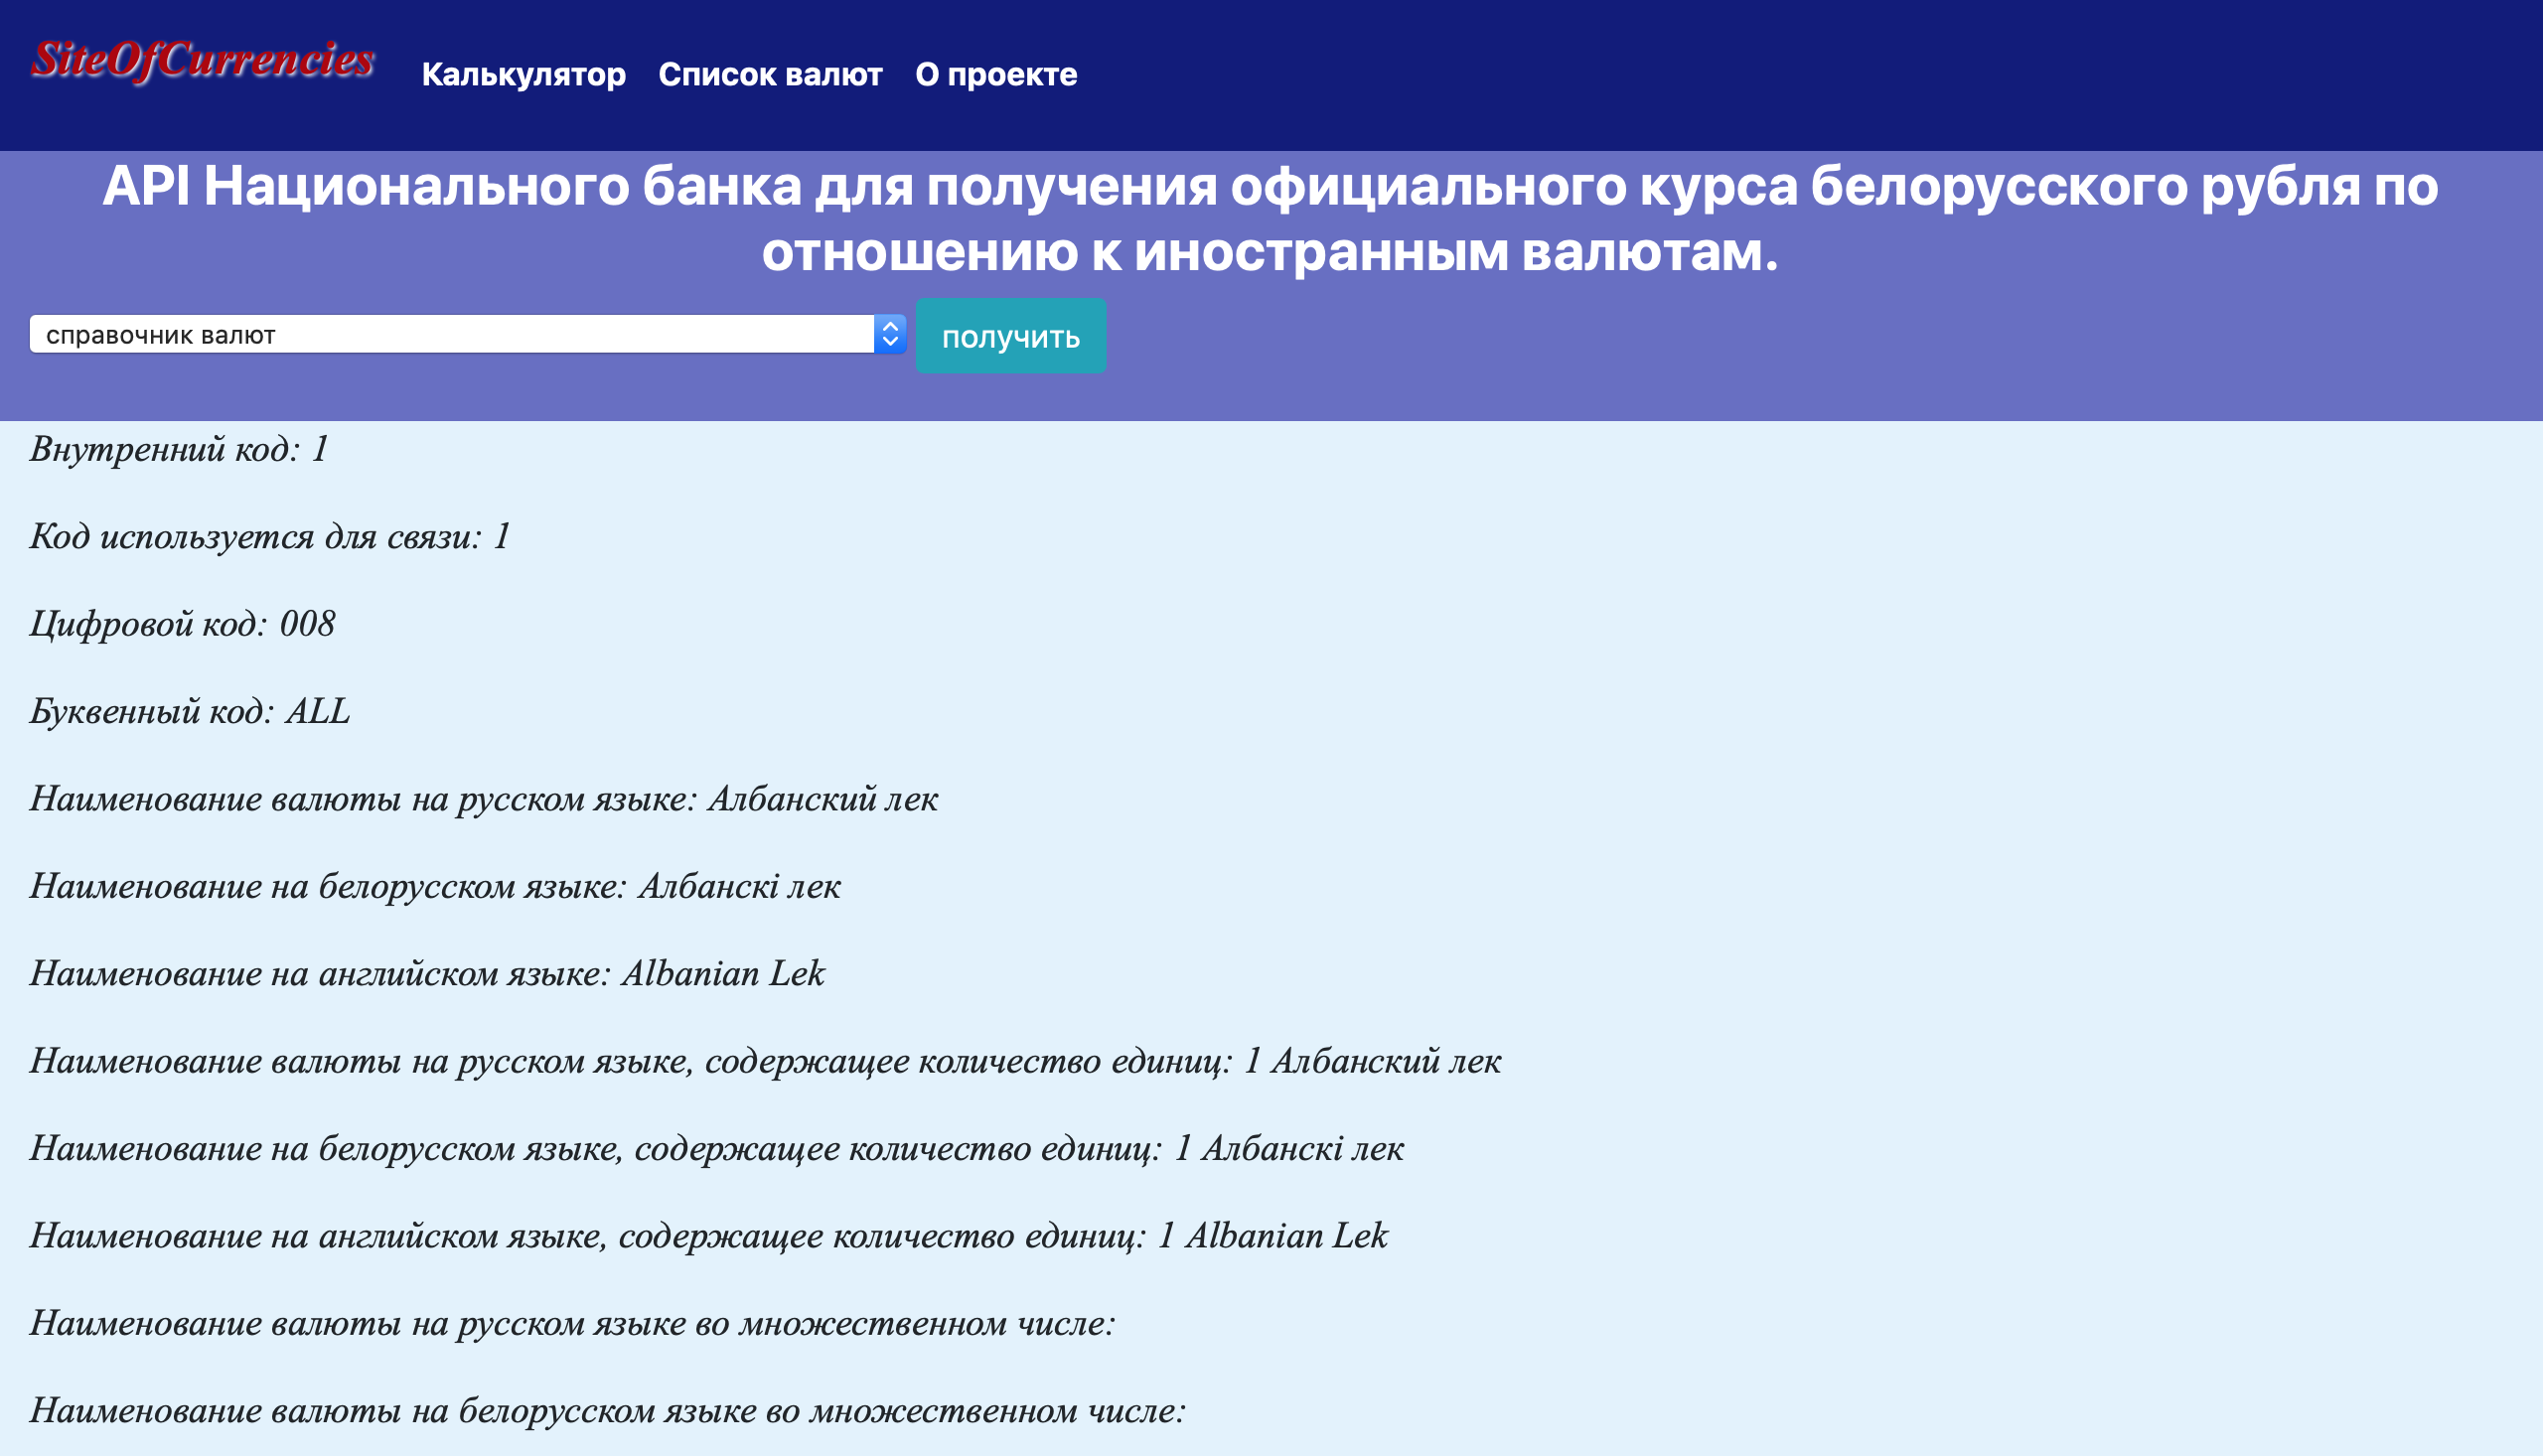 SiteOfCurrencies
Калькулятор Список валют О проекте
API Национального банка для получения официального курса белорусского рубля по
отношению к иностранным валютам.
справочник валют
получить
Внутренний код: 1
Код используется для связи: 1
Цифровой код: 008
Буквенный код: ALL
Наименование валюты на русском языке: Албанский лек
Наименование на белорусском языке: Албанскі лек
Наименование на английском языке: Albanian Lek
Наименование валюты на русском языке, содержащее количество единиц: 1 Албанский лек
Наименование на белорусском языке, содержащее количество единиц: 1 Албанскі лек
Наименование на английском языке, содержащее количество единиц: 1 Albanian Lek
Наименование валюты на русском языке во множественном числе:
Наименование валюты на белорусском языке во множественном числе: